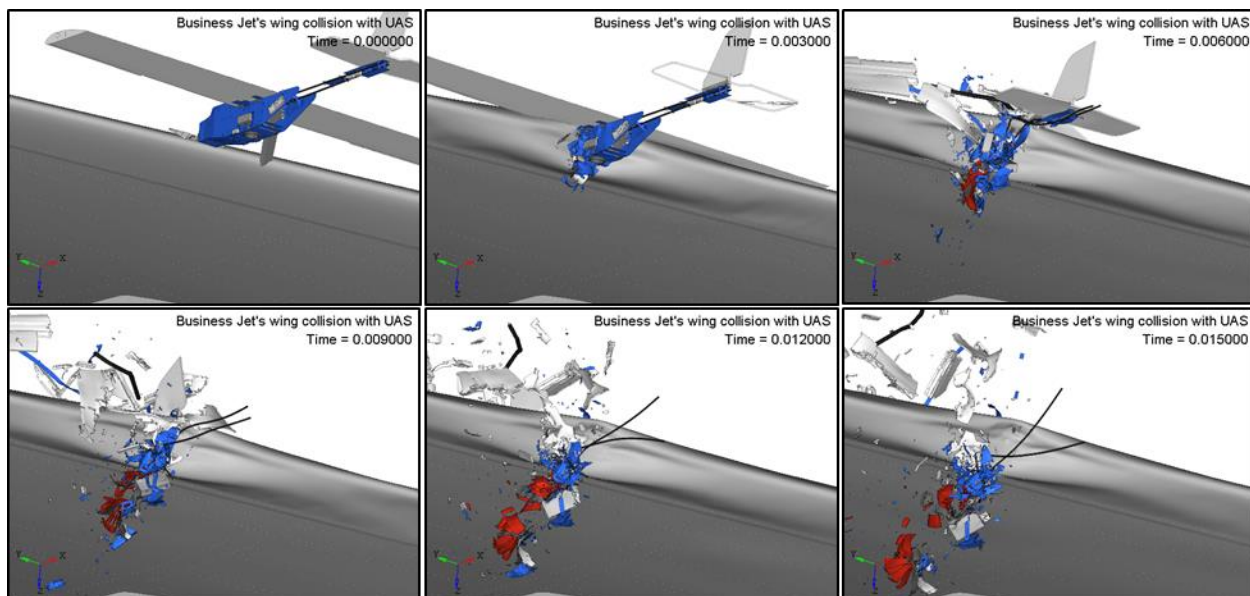 Business Jet's wing collision with UAS
Time = 0.000000
Y X
Z
Business Jet's wing collision with UAS
Time = 0.003000
Y X
Z
Business Jet's wing collision with UAS
Time = 0.006000
Y X
Z
Business Jet's wing collision with UAS
Time = 0.009000
Y X
Z
Business Jet's wing collision with UAS
Time = 0.012000
Y X
Z
Business Jet's wing collision with UAS
Time = 0.015000
Y X
Z